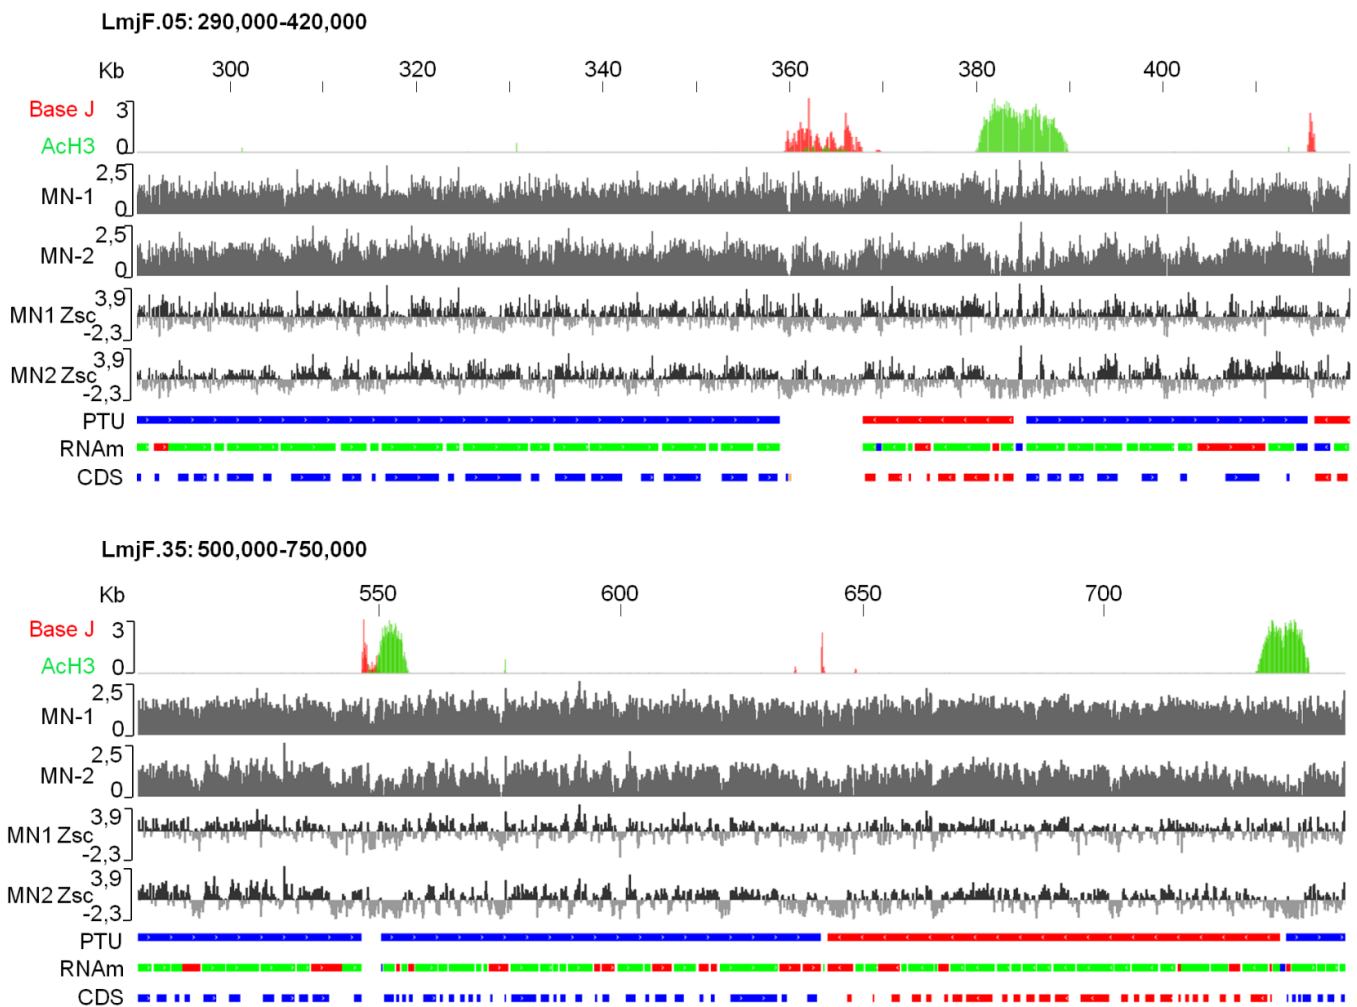 LmjF.05: 290,000-420,000
Kb 300 320 340 360 380 400
Base J 3
AcH3 0
2,5
MN-1 0
2,5
MN-2 0
3,9
MN1 Zsc -2,3
3,9
MN2 Zsc -2,3
PTU
RNAm
CDS
LmjF.35: 500,000-750,000
Kb 550 600 650 700
Base J 3
AcH3 0
2,5
MN-1 0
2,5
MN-2 0
3,9
MN1 Zsc -2,3
3,9
MN2 Zsc -2,3
PTU
RNAm
CDS